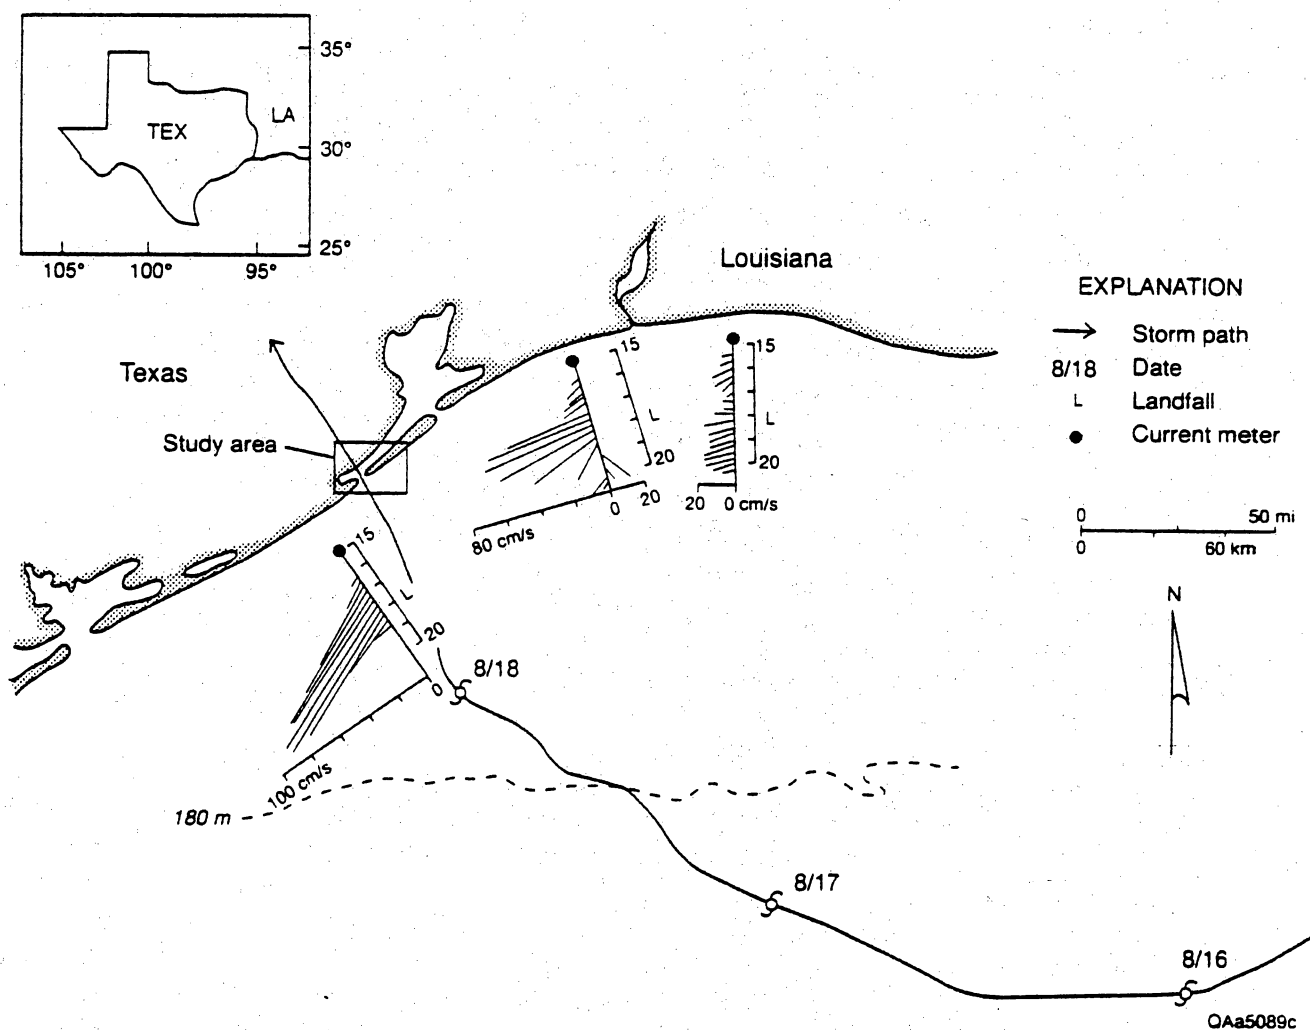 35°
LA
TEX
30°
25°
105° 100° 95°
Louisiana
EXPLANATION
Storm path
8/18 Date
L Landfall
Current meter
Texas
Study area
15
L
20
0 20
80 cm/s
15
L
20
20 0 cm/s
0 50 mi
0 60 km
N
15
L
20
0
100 cm/s
8/18
180 m
8/17
8/16
QAa5089c